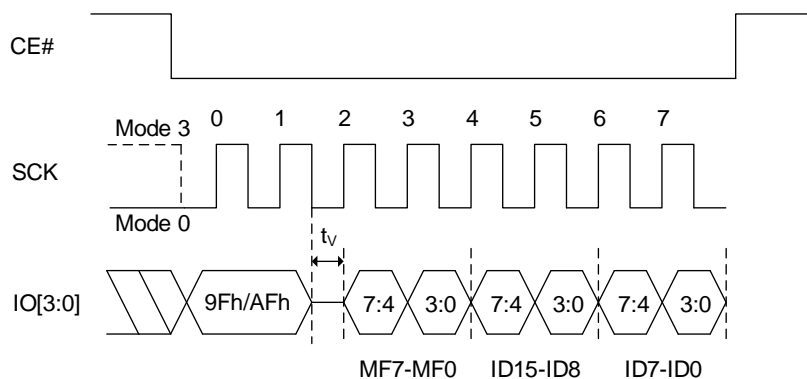 CE#
Mode 3
0 1 2 3 4 5 6 7
SCK
Mode 0
tV
IO[3:0]
9Fh/AFh 7:4 3:0 7:4 3:0 7:4 3:0
MF7-MF0 ID15-ID8 ID7-ID0